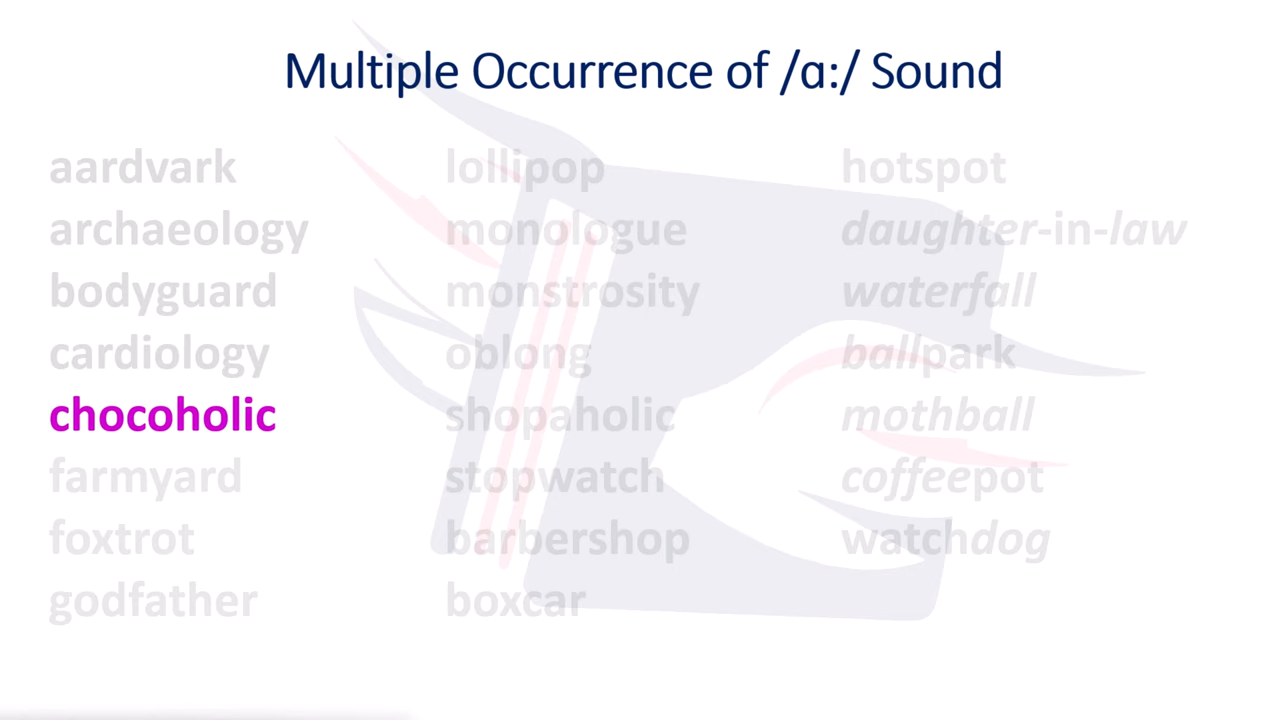 Multiple Occurrence of /ɑ:/ Sound
aardvark
archaeology
bodyguard
cardiology
chocoholic
farmyard
foxtrot
godfather
lollipop
monologue
monstrosity
oblong
shopaholic
stopwatch
barbershop
boxcar
hotspot
daughter-in-law
waterfall
ballpark
mothball
coffeepot
watchdog